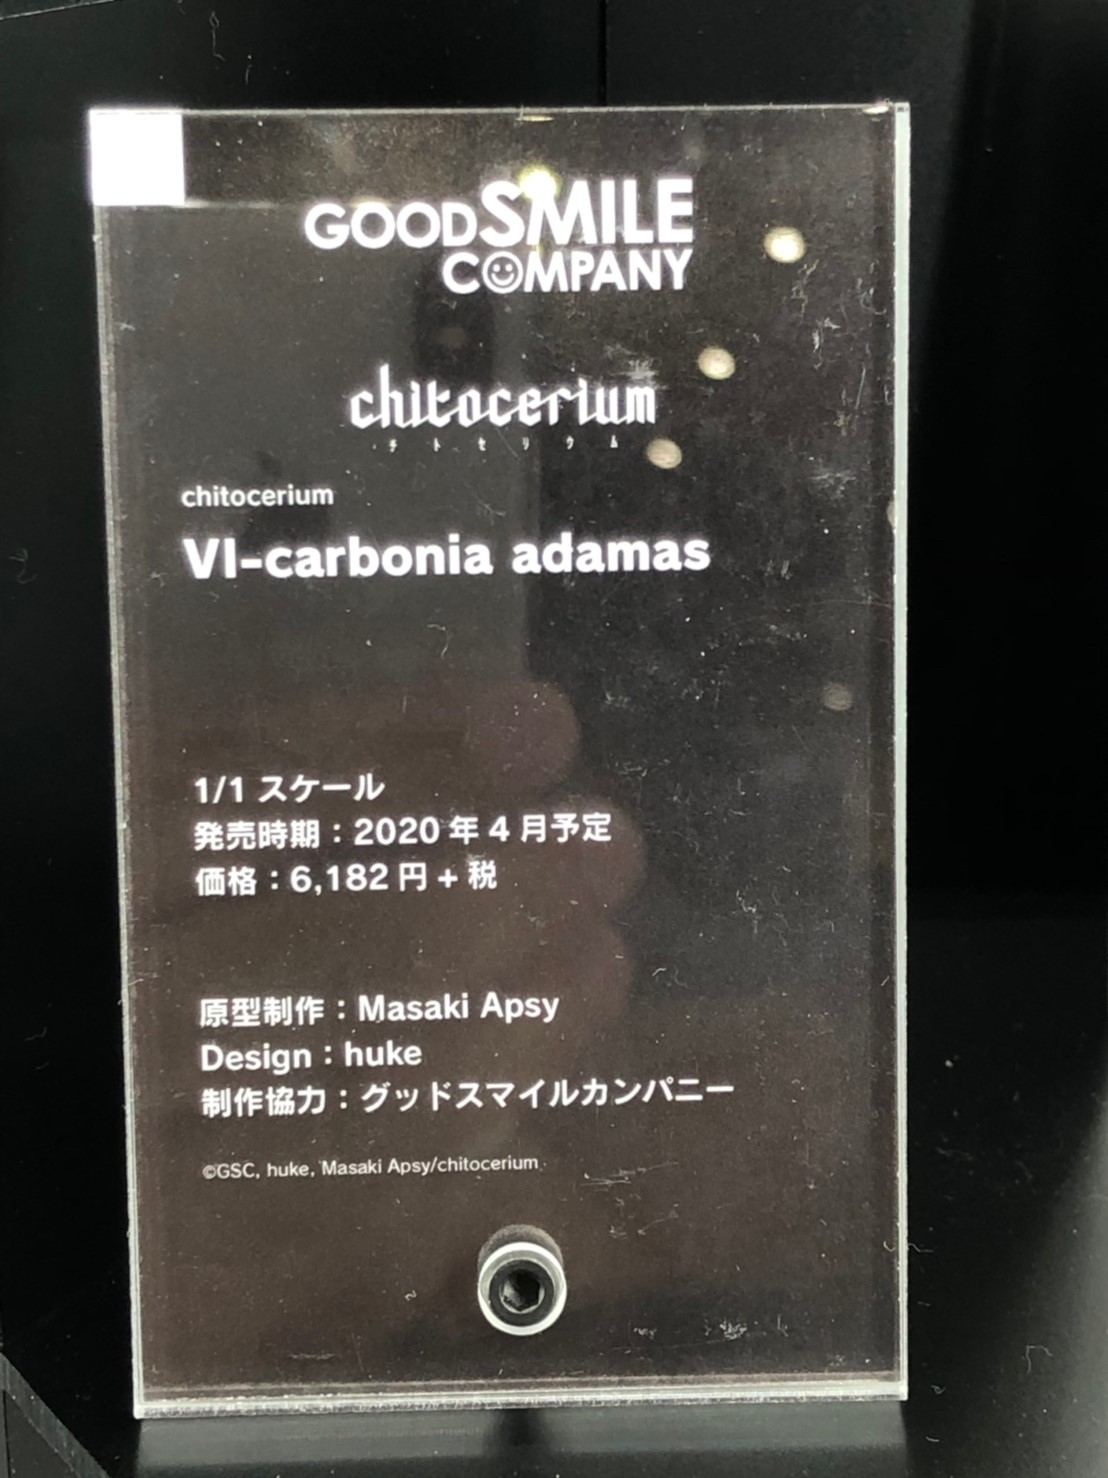 GOODSMILE
COMPANY
chitocerium
チトセリウム
chitocerium
VI-carbonia adamas
1/1 スケール
発売時期：2020 年 4 月予定
価格：6,182 円 + 税
原型制作：Masaki Apsy
Design：huke
制作協力：グッドスマイルカンパニー
©GSC, huke, Masaki Apsy/chitocerium